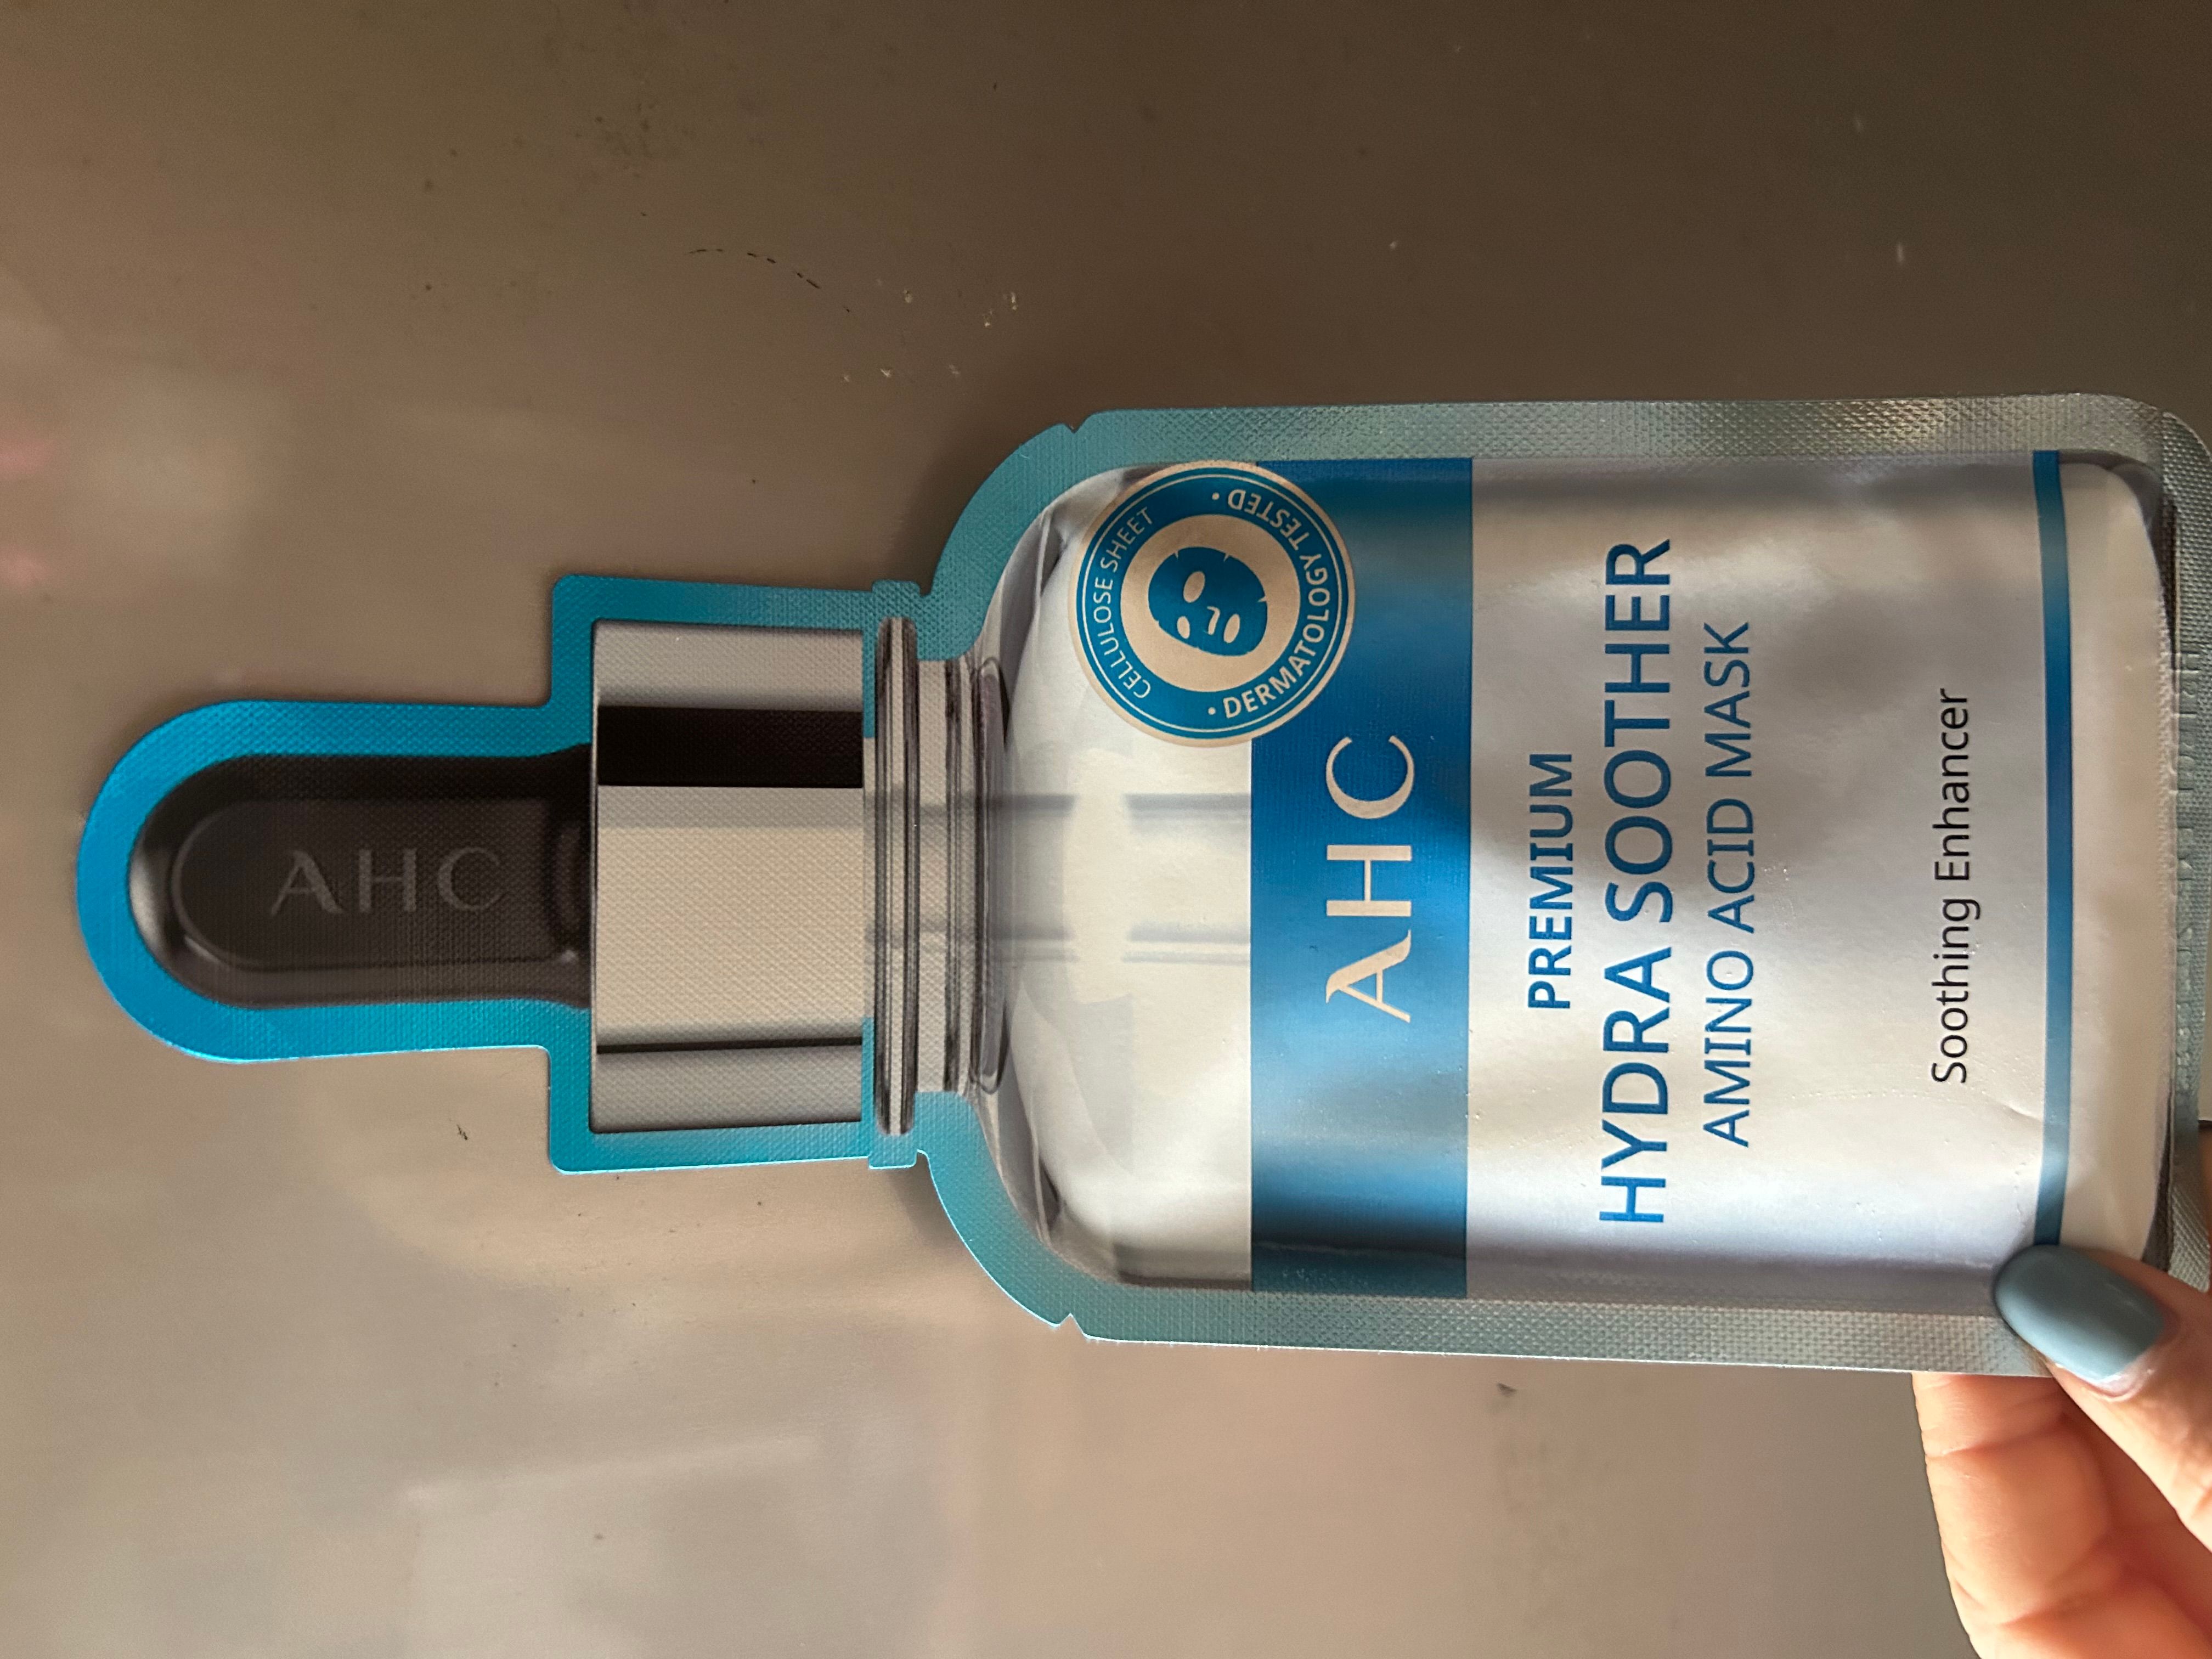 AHC
CELLULOSE SHEET
• DERMATOLOGY TESTED •
AHC
PREMIUM
HYDRA SOOTHER
AMINO ACID MASK
Soothing Enhancer